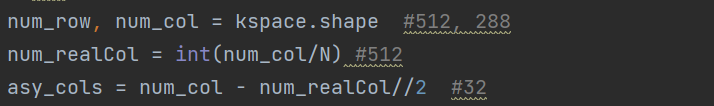 num_row, num_col = kspace.shape  #512, 288
num_realCol = int(num_col/N) #512
asy_cols = num_col - num_realCol//2  #32